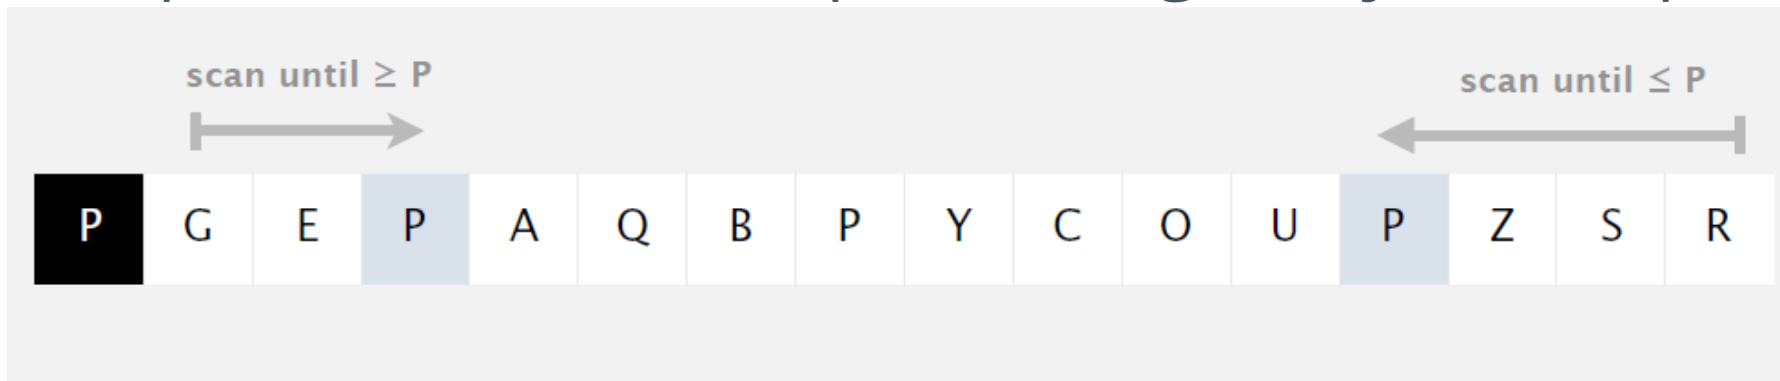 scan until ≥ P scan until ≤ P
P G E P A Q B P Y C O U P Z S R